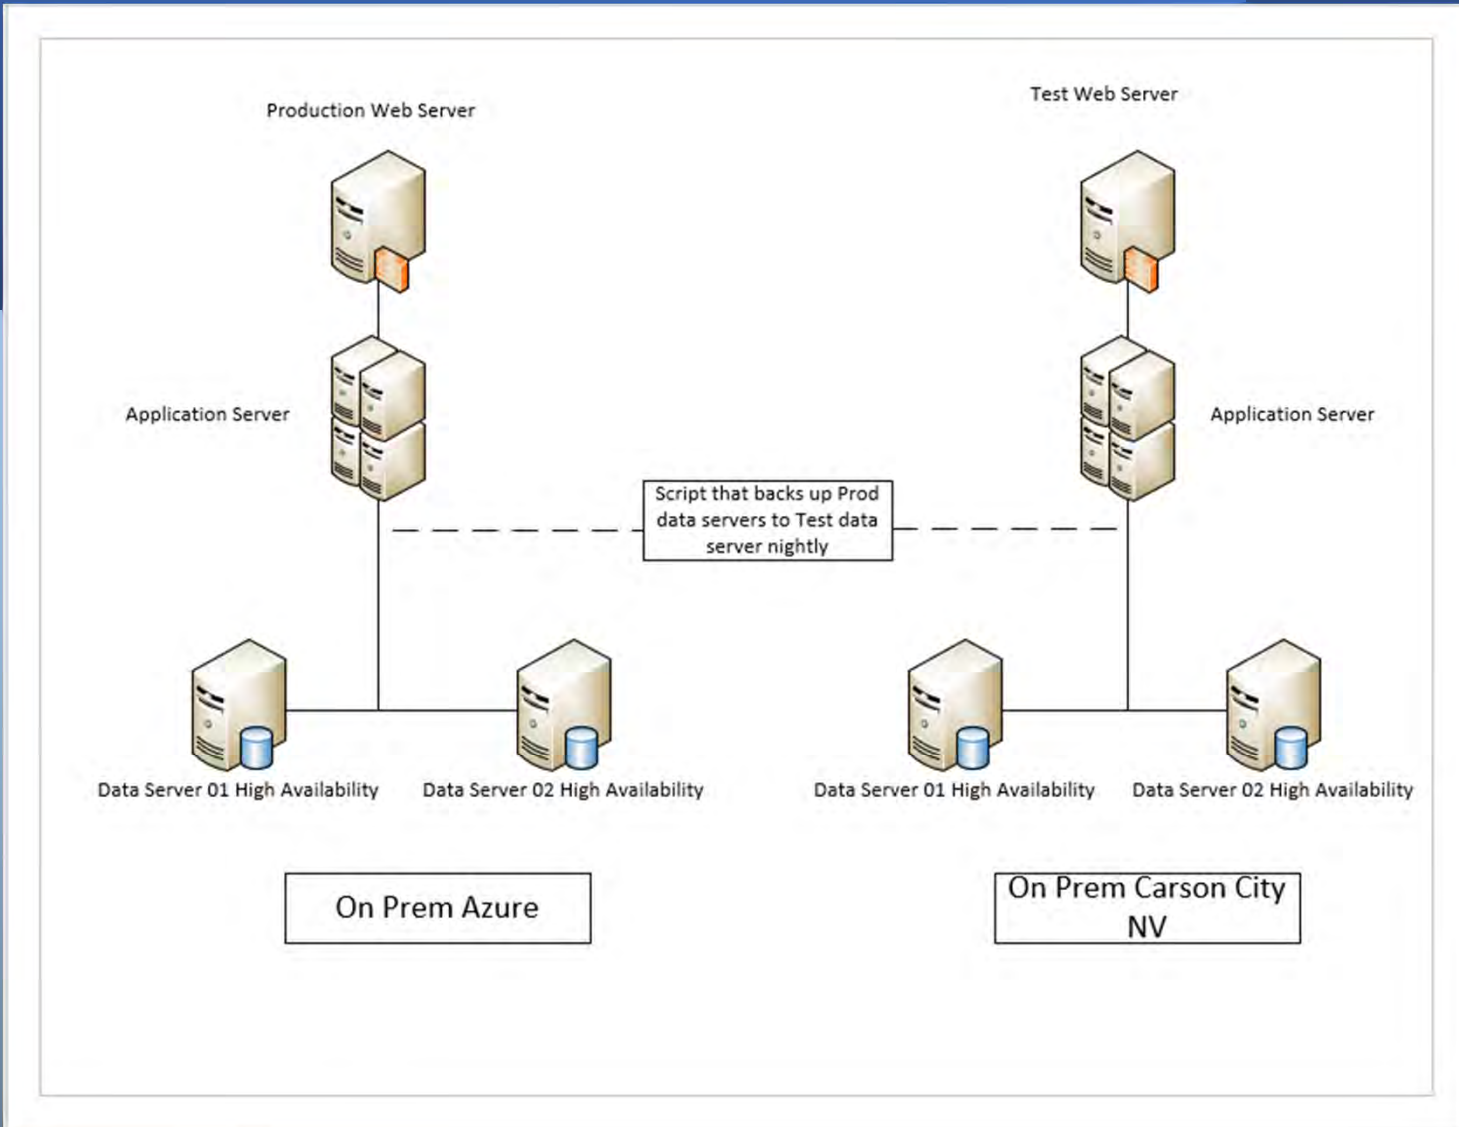 Production Web Server
Test Web Server
Application Server
Application Server
Script that backs up Prod
data servers to Test data
server nightly
Data Server 01 High Availability
Data Server 02 High Availability
Data Server 01 High Availability
Data Server 02 High Availability
On Prem Azure
On Prem Carson City
NV